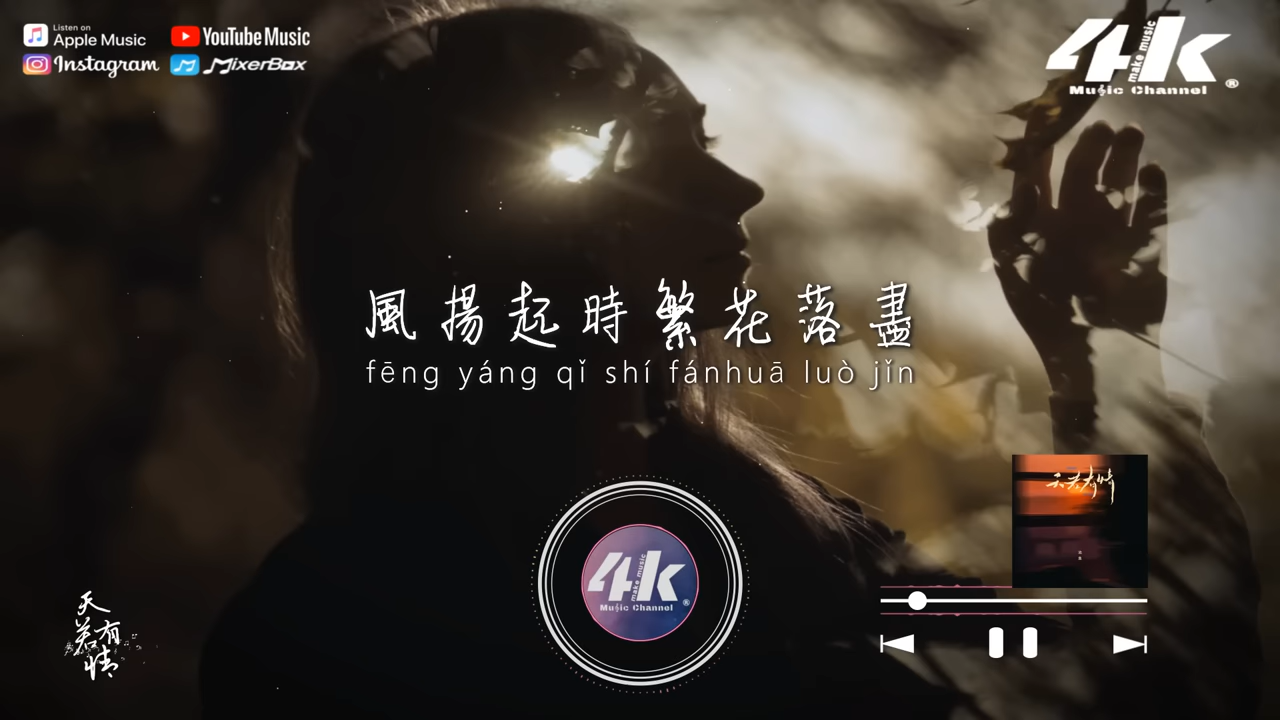 Listen on
Apple Music
YouTube Music
Instagram
MixerBox
4k
make music
Music Channel
®
風揚起時繁花落盡
fēng yáng qǐ shí fánhuā luò jǐn
天若有情
4k
make music
Music Channel
®
天若有情